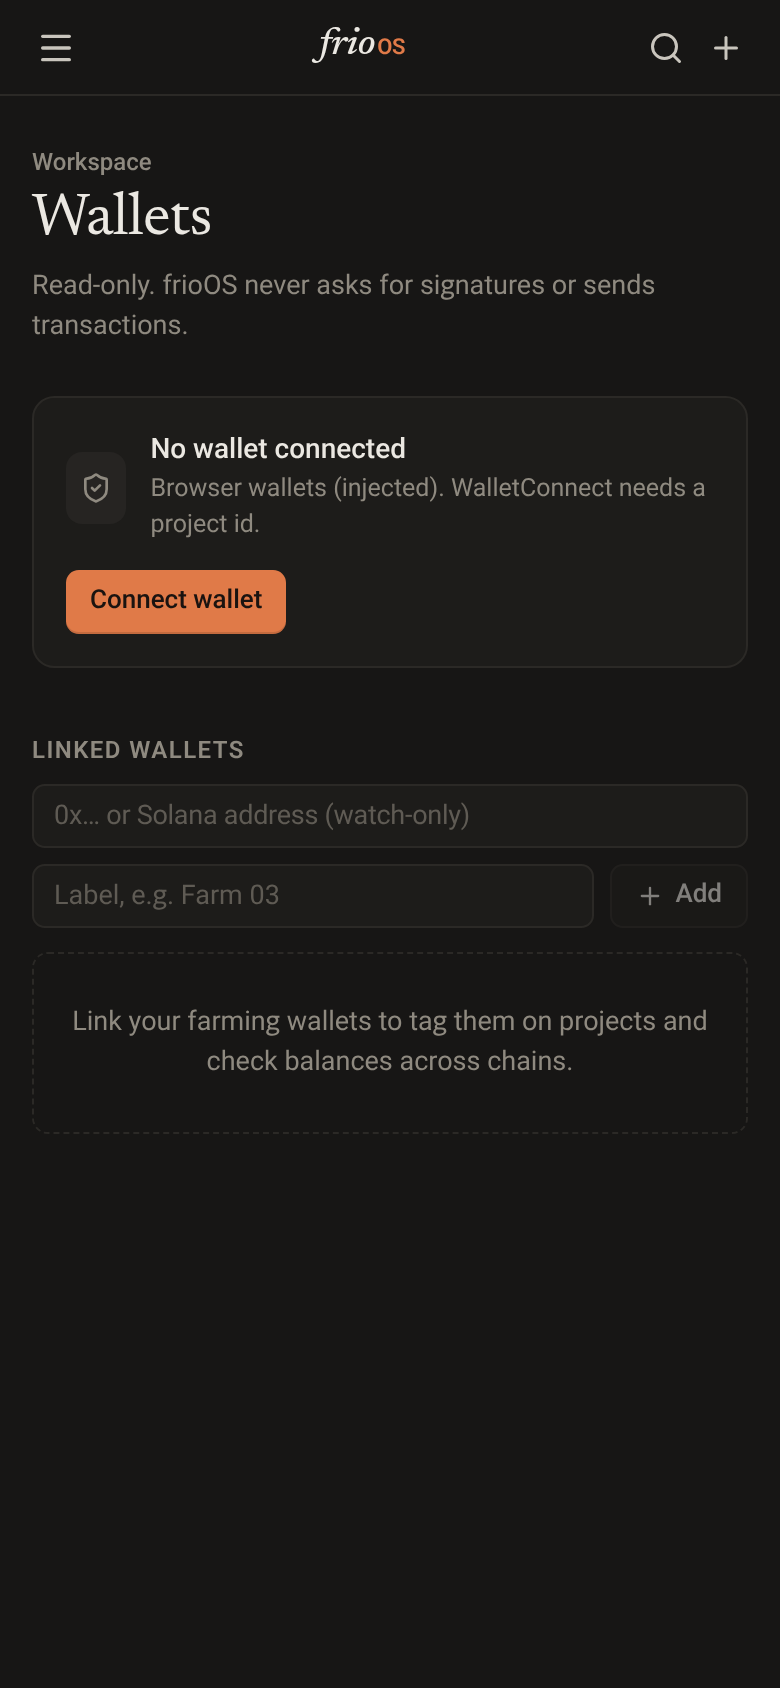 frioOS
Workspace
Wallets
Read-only. frioOS never asks for signatures or sends
transactions.
No wallet connected
Browser wallets (injected). WalletConnect needs a
project id.
Connect wallet
LINKED WALLETS
0x… or Solana address (watch-only)
Label, e.g. Farm 03
+ Add
Link your farming wallets to tag them on projects and
check balances across chains.